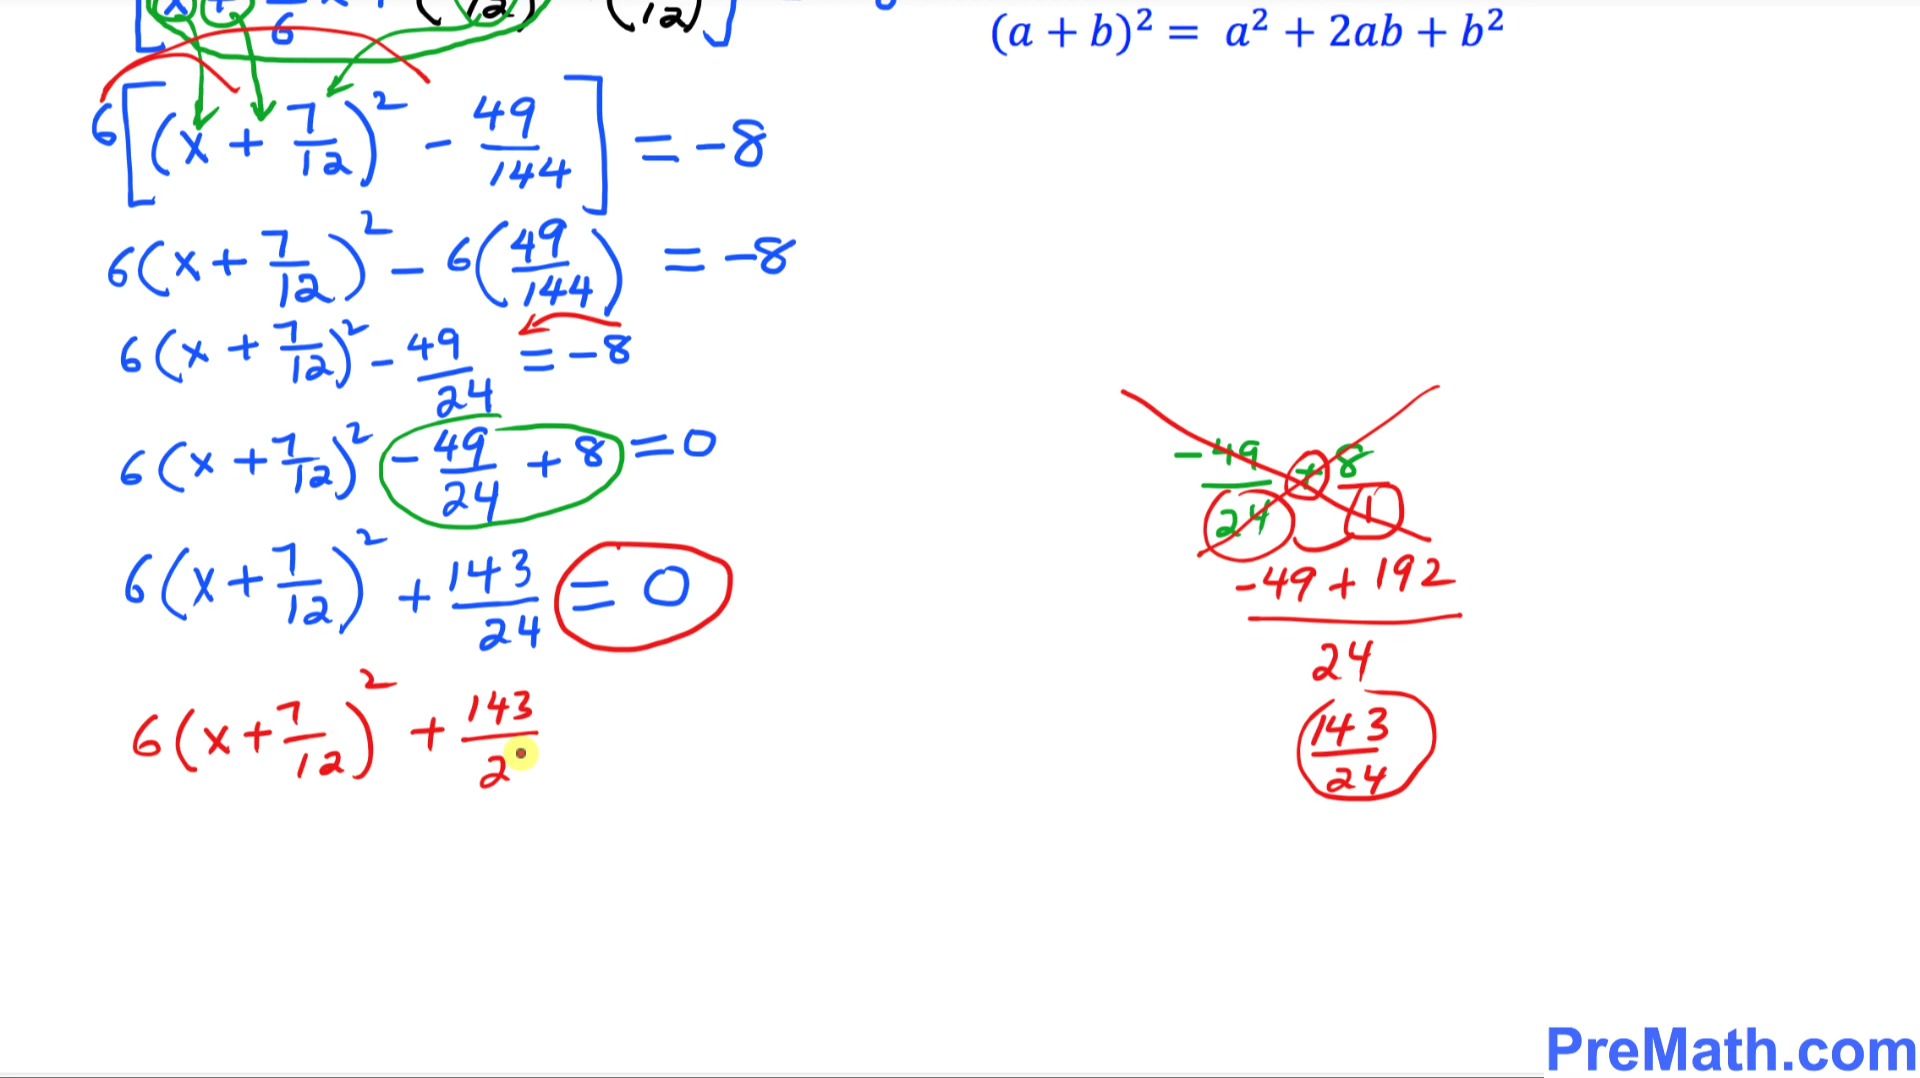 (a + b)² = a² + 2ab + b²
6[(x + 7/12)² - 49/144] = -8
6(x + 7/12)² - 6(49/144) = -8
6(x + 7/12)² - 49/24 = -8
6(x + 7/12)² - 49/24 + 8 = 0
6(x + 7/12)² + 143/24 = 0
6(x + 7/12)² + 143/2
-49/24 + 8/1
-49 + 192
24
143/24
PreMath.com